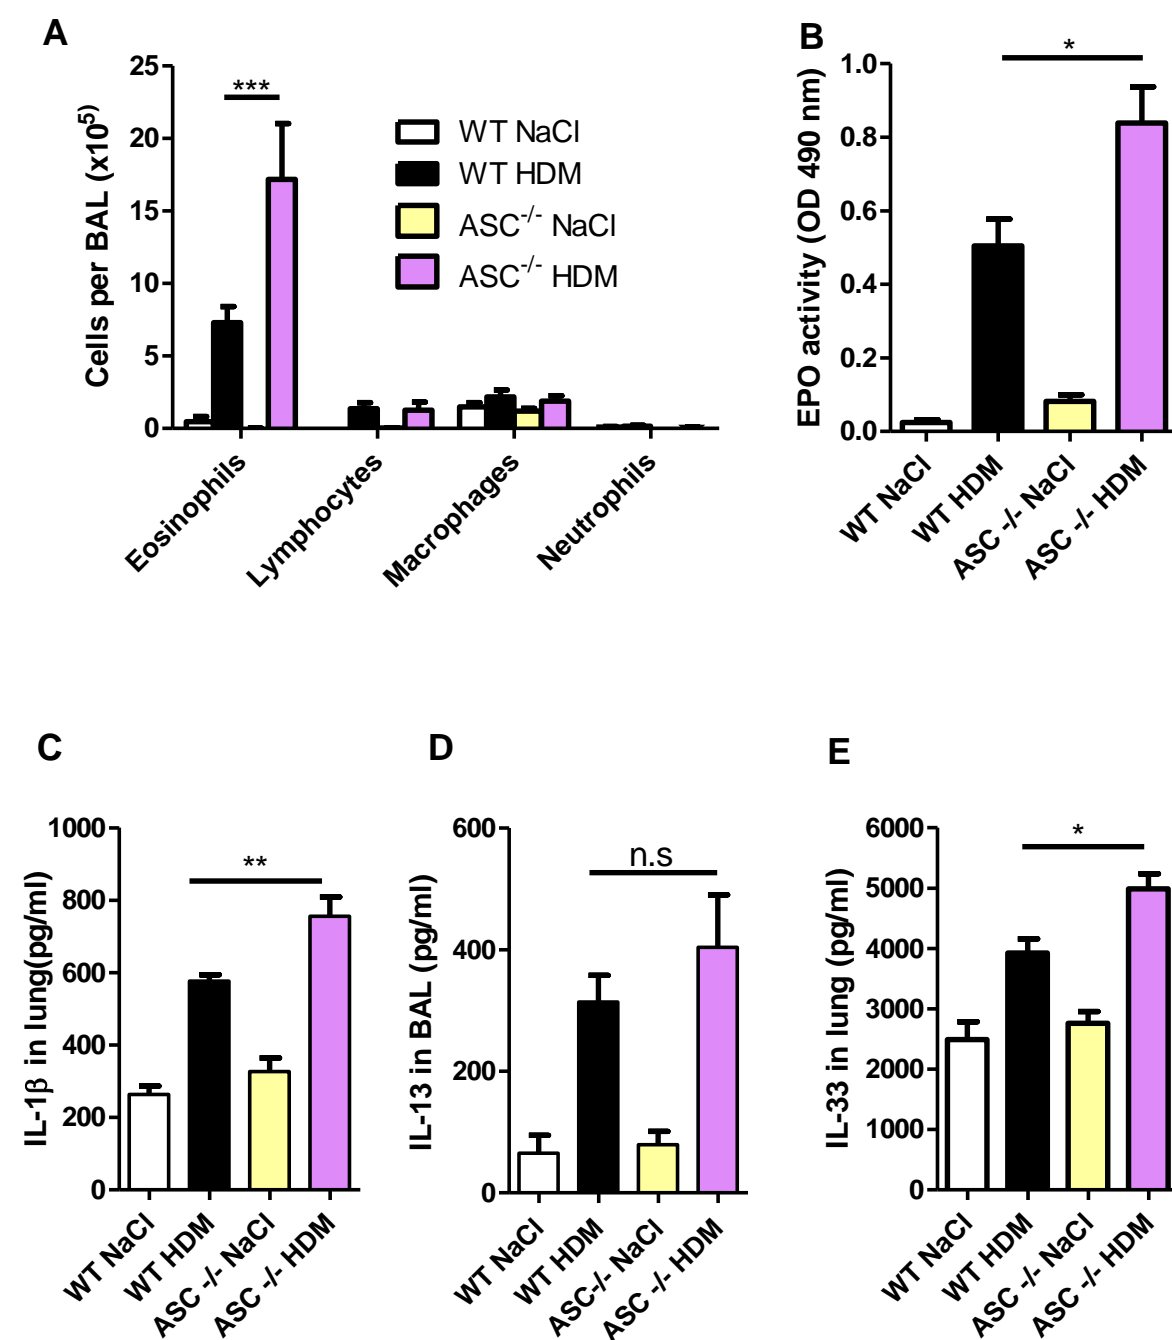 A
25
20
15
10
5
0
Cells per BAL (x10⁵)
***
WT NaCl
WT HDM
ASC⁻/⁻ NaCl
ASC⁻/⁻ HDM
Eosinophils
Lymphocytes
Macrophages
Neutrophils
B
1.0
0.8
0.6
0.4
0.2
0.0
EPO activity (OD 490 nm)
*
WT NaCl
WT HDM
ASC -/- NaCl
ASC -/- HDM
C
1000
800
600
400
200
0
IL-1β in lung(pg/ml)
**
WT NaCl
WT HDM
ASC -/- NaCl
ASC -/- HDM
D
600
400
200
0
IL-13 in BAL (pg/ml)
n.s
WT NaCl
WT HDM
ASC-/- NaCl
ASC -/- HDM
E
6000
5000
4000
3000
2000
1000
0
IL-33 in lung (pg/ml)
*
WT NaCl
WT HDM
ASC -/- NaCl
ASC -/- HDM